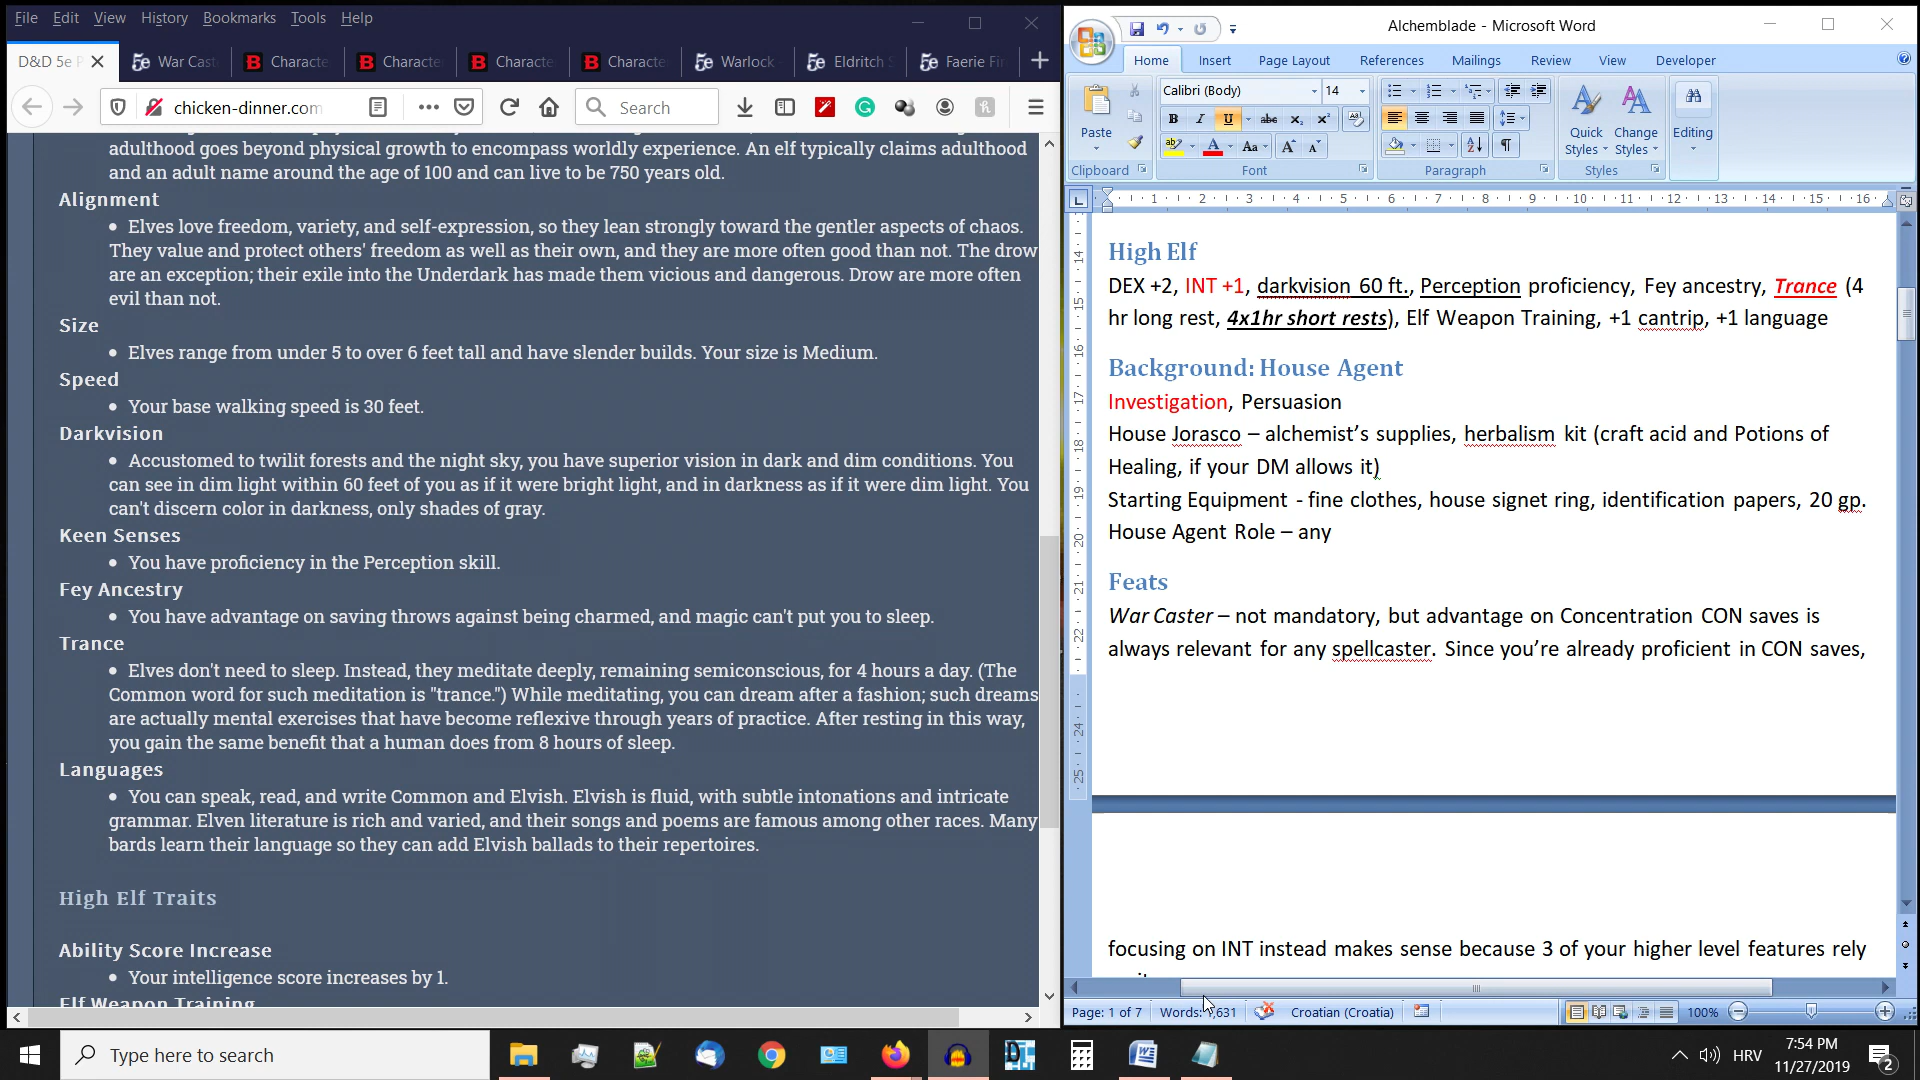 File Edit View History Bookmarks Tools Help
D&D 5e P
War Cast
Characte
Characte
Characte
Characte
Warlock
Eldritch S
Faerie Fir
chicken-dinner.com
Search
adulthood goes beyond physical growth to encompass worldly experience. An elf typically claims adulthood
and an adult name around the age of 100 and can live to be 750 years old.
Alignment
• Elves love freedom, variety, and self-expression, so they lean strongly toward the gentler aspects of chaos.
They value and protect others' freedom as well as their own, and they are more often good than not. The drow
are an exception; their exile into the Underdark has made them vicious and dangerous. Drow are more often
evil than not.
Size
• Elves range from under 5 to over 6 feet tall and have slender builds. Your size is Medium.
Speed
• Your base walking speed is 30 feet.
Darkvision
• Accustomed to twilit forests and the night sky, you have superior vision in dark and dim conditions. You
can see in dim light within 60 feet of you as if it were bright light, and in darkness as if it were dim light. You
can't discern color in darkness, only shades of gray.
Keen Senses
• You have proficiency in the Perception skill.
Fey Ancestry
• You have advantage on saving throws against being charmed, and magic can't put you to sleep.
Trance
• Elves don't need to sleep. Instead, they meditate deeply, remaining semiconscious, for 4 hours a day. (The
Common word for such meditation is "trance.") While meditating, you can dream after a fashion; such dreams
are actually mental exercises that have become reflexive through years of practice. After resting in this way,
you gain the same benefit that a human does from 8 hours of sleep.
Languages
• You can speak, read, and write Common and Elvish. Elvish is fluid, with subtle intonations and intricate
grammar. Elven literature is rich and varied, and their songs and poems are famous among other races. Many
bards learn their language so they can add Elvish ballads to their repertoires.
High Elf Traits
Ability Score Increase
• Your intelligence score increases by 1.
Elf Weapon Training
Alchemblade - Microsoft Word
Home Insert Page Layout References Mailings Review View Developer
Calibri (Body) 14
Paste
Quick Styles
Change Styles
Editing
Clipboard Font Paragraph Styles
High Elf
DEX +2, INT +1, darkvision 60 ft., Perception proficiency, Fey ancestry, Trance (4
hr long rest, 4x1hr short rests), Elf Weapon Training, +1 cantrip, +1 language
Background: House Agent
Investigation, Persuasion
House Jorasco – alchemist’s supplies, herbalism kit (craft acid and Potions of
Healing, if your DM allows it)
Starting Equipment - fine clothes, house signet ring, identification papers, 20 gp.
House Agent Role – any
Feats
War Caster – not mandatory, but advantage on Concentration CON saves is
always relevant for any spellcaster. Since you’re already proficient in CON saves,
focusing on INT instead makes sense because 3 of your higher level features rely
Page: 1 of 7 Words: Croatian (Croatia) 100%
Type here to search
HRV
7:54 PM
11/27/2019
2